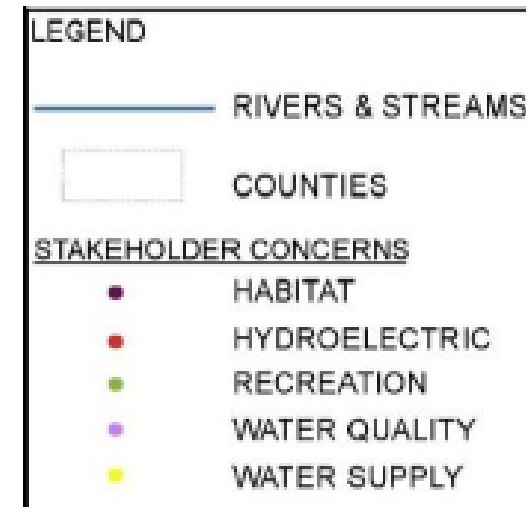 LEGEND
RIVERS & STREAMS
COUNTIES
STAKEHOLDER CONCERNS
HABITAT
HYDROELECTRIC
RECREATION
WATER QUALITY
WATER SUPPLY